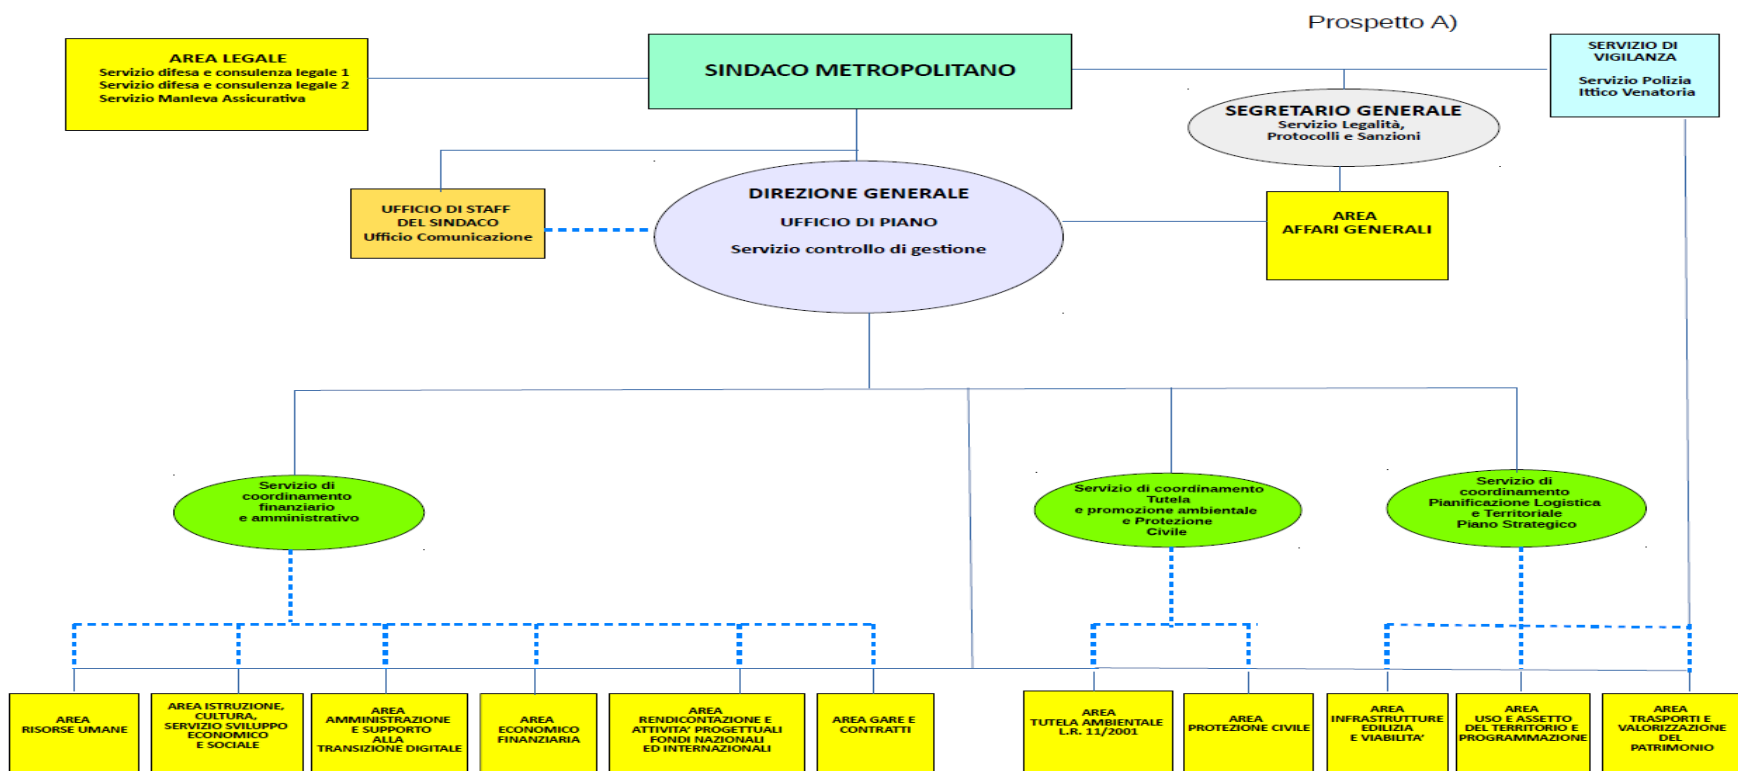 Prospetto A)
AREA LEGALE
Servizio difesa e consulenza legale 1
Servizio difesa e consulenza legale 2
Servizio Manleva Assicurativa
SINDACO METROPOLITANO
SERVIZIO DI
VIGILANZA
Servizio Polizia
Ittico Venatoria
SEGRETARIO GENERALE
Servizio Legalità,
Protocolli e Sanzioni
UFFICIO DI STAFF
DEL SINDACO
Ufficio Comunicazione
DIREZIONE GENERALE
UFFICIO DI PIANO
Servizio controllo di gestione
AREA
AFFARI GENERALI
Servizio di
coordinamento
finanziario
e amministrativo
Servizio di coordinamento
Tutela
e promozione ambientale
e Protezione
Civile
Servizio di
coordinamento
Pianificazione Logistica
e Territoriale
Piano Strategico
AREA
RISORSE UMANE
AREA ISTRUZIONE,
CULTURA,
SERVIZIO SVILUPPO
ECONOMICO
E SOCIALE
AREA
AMMINISTRAZIONE
E SUPPORTO
ALLA
TRANSIZIONE DIGITALE
AREA
ECONOMICO
FINANZIARIA
AREA
RENDICONTAZIONE E
ATTIVITA' PROGETTUALI
FONDI NAZIONALI
ED INTERNAZIONALI
AREA GARE E
CONTRATTI
AREA
TUTELA AMBIENTALE
L.R. 11/2001
AREA
PROTEZIONE CIVILE
AREA
INFRASTRUTTURE
EDILIZIA
E VIABILITA'
AREA
USO E ASSETTO
DEL TERRITORIO E
PROGRAMMAZIONE
AREA
TRASPORTI E
VALORIZZAZIONE
DEL
PATRIMONIO